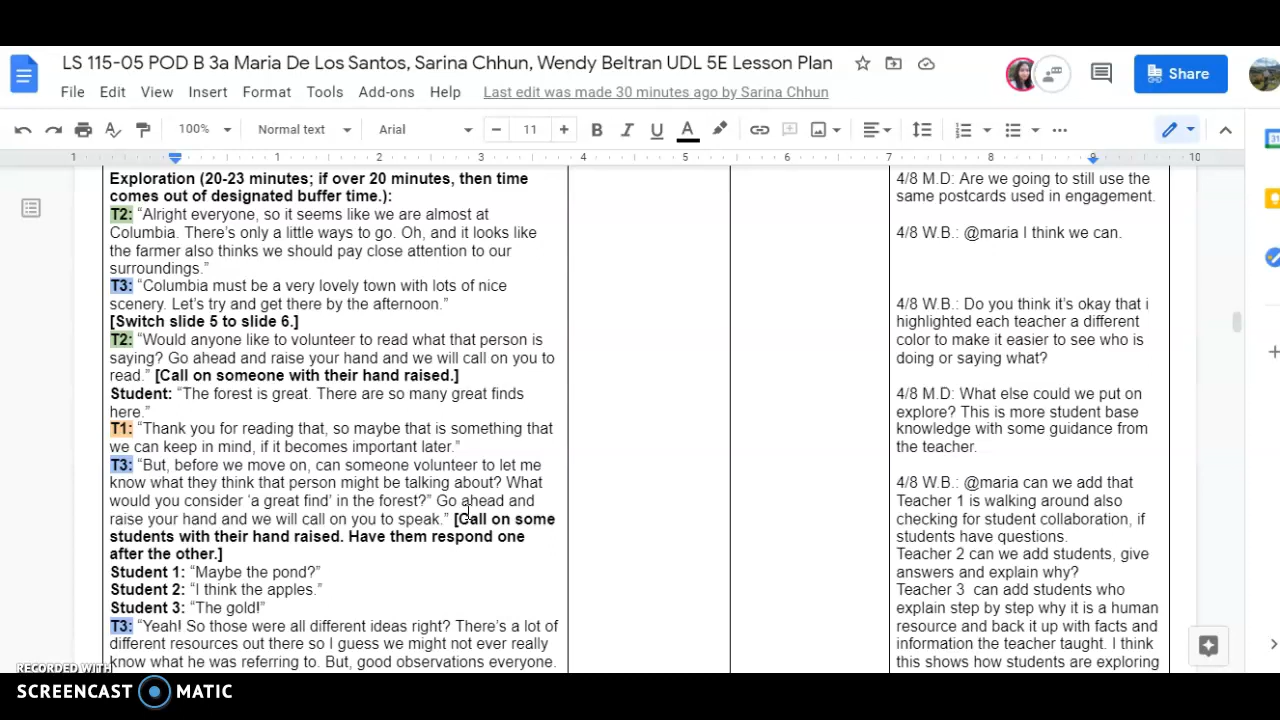 LS 115-05 POD B 3a Maria De Los Santos, Sarina Chhun, Wendy Beltran UDL 5E Lesson Plan
Share
File Edit View Insert Format Tools Add-ons Help Last edit was made 30 minutes ago by Sarina Chhun
100% Normal text Arial 11 B I U A
1 1 2 3 4 5 6 7 8 9 10
Exploration (20-23 minutes; if over 20 minutes, then time
comes out of designated buffer time.):
T2: “Alright everyone, so it seems like we are almost at
Columbia. There’s only a little ways to go. Oh, and it looks like
the farmer also thinks we should pay close attention to our
surroundings.”
T3: “Columbia must be a very lovely town with lots of nice
scenery. Let’s try and get there by the afternoon.”
[Switch slide 5 to slide 6.]
T2: “Would anyone like to volunteer to read what that person is
saying? Go ahead and raise your hand and we will call on you to
read.” [Call on someone with their hand raised.]
Student: “The forest is great. There are so many great finds
here.”
T1: “Thank you for reading that, so maybe that is something that
we can keep in mind, if it becomes important later.”
T3: “But, before we move on, can someone volunteer to let me
know what they think that person might be talking about? What
would you consider ‘a great find’ in the forest?” Go ahead and
raise your hand and we will call on you to speak.” [Call on some
students with their hand raised. Have them respond one
after the other.]
Student 1: “Maybe the pond?”
Student 2: “I think the apples.”
Student 3: “The gold!”
T3: “Yeah! So those were all different ideas right? There’s a lot of
different resources out there so I guess we might not ever really
know what he was referring to. But, good observations everyone.
4/8 M.D: Are we going to still use the
same postcards used in engagement.
4/8 W.B.: @maria I think we can.
4/8 W.B.: Do you think it’s okay that i
highlighted each teacher a different
color to make it easier to see who is
doing or saying what?
4/8 M.D: What else could we put on
explore? This is more student base
knowledge with some guidance from
the teacher.
4/8 W.B.: @maria can we add that
Teacher 1 is walking around also
checking for student collaboration, if
students have questions.
Teacher 2 can we add students, give
answers and explain why?
Teacher 3  can add students who
explain step by step why it is a human
resource and back it up with facts and
information the teacher taught. I think
this shows how students are exploring
31
RECORDED WITH
SCREENCAST MATIC